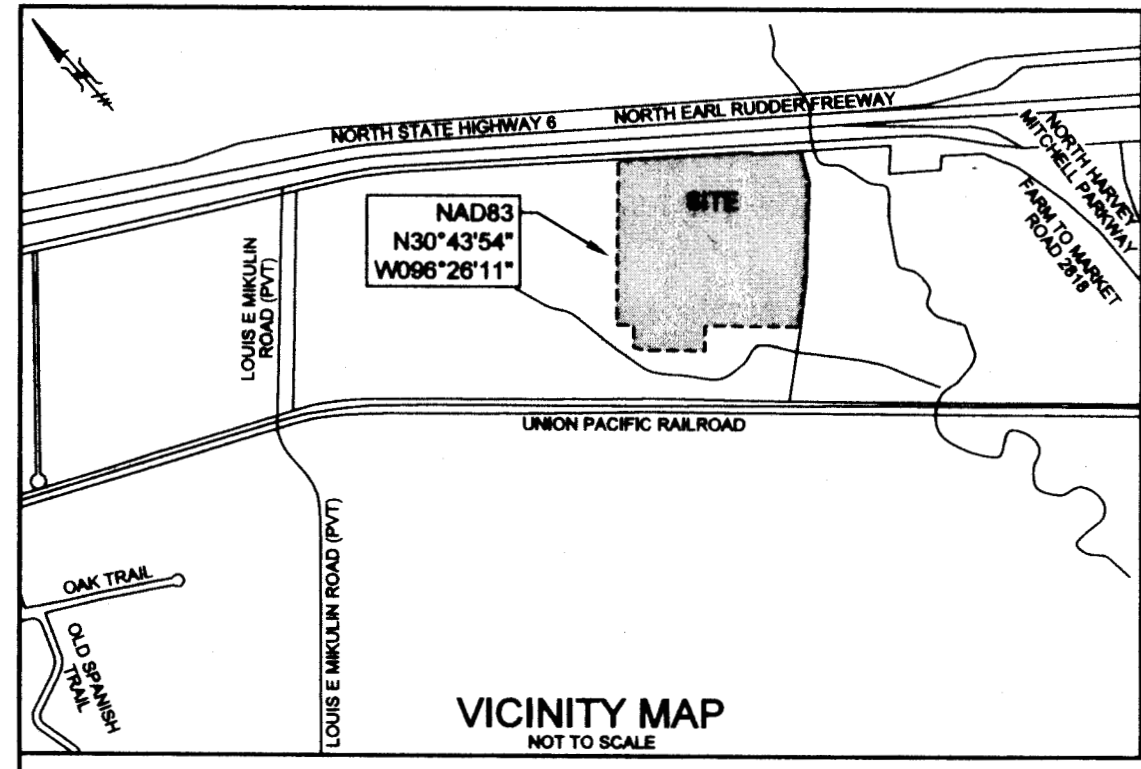 NORTH STATE HIGHWAY 6
NORTH EARL RUDDER FREEWAY
NORTH HARVEY
MITCHELL PARKWAY
FARM TO MARKET
ROAD 2818
SITE
NAD83
N30°43'54"
W096°26'11"
LOUIS E MIKULIN
ROAD (PVT)
UNION PACIFIC RAILROAD
LOUIS E MIKULIN ROAD (PVT)
OAK TRAIL
OLD SPANISH
TRAIL
VICINITY MAP
NOT TO SCALE